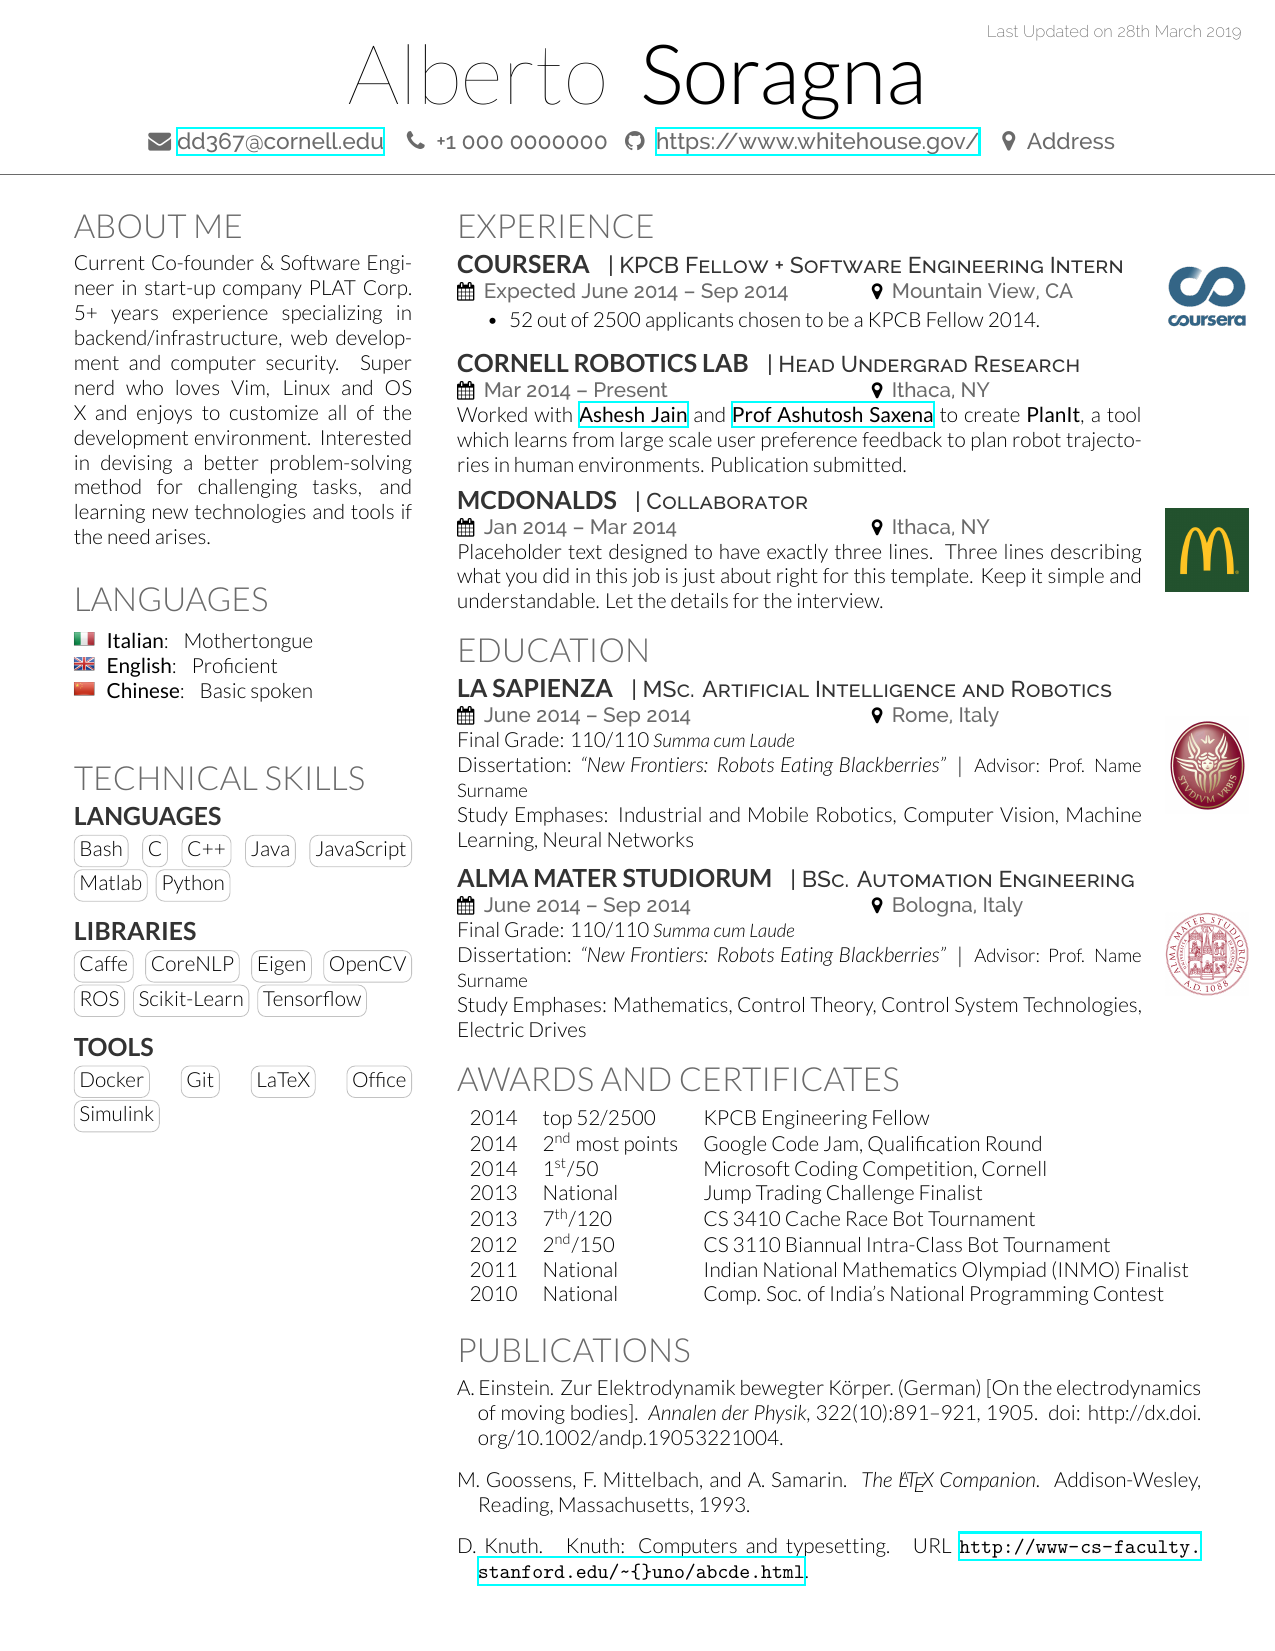 Last Updated on 28th March 2019
Alberto Soragna
dd367@cornell.edu +1 000 0000000 https://www.whitehouse.gov/ Address
ABOUT ME
Current Co-founder & Software Engi-
neer in start-up company PLAT Corp.
5+ years experience specializing in
backend/infrastructure, web develop-
ment and computer security. Super
nerd who loves Vim, Linux and OS
X and enjoys to customize all of the
development environment. Interested
in devising a better problem-solving
method for challenging tasks, and
learning new technologies and tools if
the need arises.
LANGUAGES
Italian: Mothertongue
English: Proficient
Chinese: Basic spoken
TECHNICAL SKILLS
LANGUAGES
Bash C C++ Java JavaScript
Matlab Python
LIBRARIES
Caffe CoreNLP Eigen OpenCV
ROS Scikit-Learn Tensorflow
TOOLS
Docker Git LaTeX Office
Simulink
EXPERIENCE
COURSERA | KPCB Fellow + Software Engineering Intern
Expected June 2014 – Sep 2014 Mountain View, CA
• 52 out of 2500 applicants chosen to be a KPCB Fellow 2014.
coursera
CORNELL ROBOTICS LAB | Head Undergrad Research
Mar 2014 – Present Ithaca, NY
Worked with Ashesh Jain and Prof Ashutosh Saxena to create PlanIt, a tool
which learns from large scale user preference feedback to plan robot trajecto-
ries in human environments. Publication submitted.
MCDONALDS | Collaborator
Jan 2014 – Mar 2014 Ithaca, NY
Placeholder text designed to have exactly three lines. Three lines describing
what you did in this job is just about right for this template. Keep it simple and
understandable. Let the details for the interview.
EDUCATION
LA SAPIENZA | MSc. Artificial Intelligence and Robotics
June 2014 – Sep 2014 Rome, Italy
Final Grade: 110/110 Summa cum Laude
Dissertation: “New Frontiers: Robots Eating Blackberries” | Advisor: Prof. Name
Surname
Study Emphases: Industrial and Mobile Robotics, Computer Vision, Machine
Learning, Neural Networks
STVDIVM VRBIS
ALMA MATER STUDIORUM | BSc. Automation Engineering
June 2014 – Sep 2014 Bologna, Italy
Final Grade: 110/110 Summa cum Laude
Dissertation: “New Frontiers: Robots Eating Blackberries” | Advisor: Prof. Name
Surname
Study Emphases: Mathematics, Control Theory, Control System Technologies,
Electric Drives
ALMA MATER STUDIORUM
A.D. 1088
AWARDS AND CERTIFICATES
2014 top 52/2500 KPCB Engineering Fellow
2014 2nd most points Google Code Jam, Qualification Round
2014 1st/50 Microsoft Coding Competition, Cornell
2013 National Jump Trading Challenge Finalist
2013 7th/120 CS 3410 Cache Race Bot Tournament
2012 2nd/150 CS 3110 Biannual Intra-Class Bot Tournament
2011 National Indian National Mathematics Olympiad (INMO) Finalist
2010 National Comp. Soc. of India’s National Programming Contest
PUBLICATIONS
A. Einstein. Zur Elektrodynamik bewegter Körper. (German) [On the electrodynamics
of moving bodies]. Annalen der Physik, 322(10):891–921, 1905. doi: http://dx.doi.
org/10.1002/andp.19053221004.
M. Goossens, F. Mittelbach, and A. Samarin. The LATEX Companion. Addison-Wesley,
Reading, Massachusetts, 1993.
D. Knuth. Knuth: Computers and typesetting. URL http://www-cs-faculty.
stanford.edu/~{}uno/abcde.html.